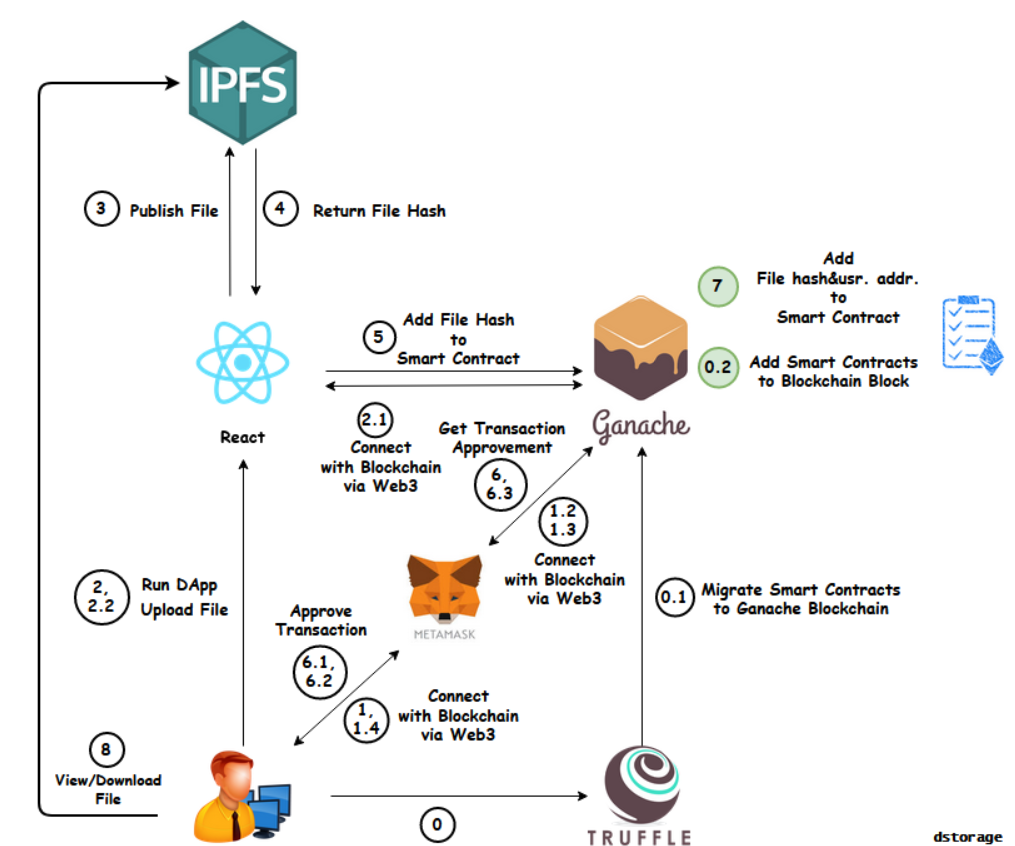 IPFS
3
Publish File
4
Return File Hash
7
Add
File hash&usr. addr.
to
Smart Contract
5
Add File Hash
to
Smart Contract
0.2
Add Smart Contracts
to Blockchain Block
React
2.1
Connect
with Blockchain
via Web3
Ganache
Get Transaction
Approvement
6,
6.3
1.2
1.3
Connect
with Blockchain
via Web3
2,
2.2
Run DApp
Upload File
METAMASK
0.1
Migrate Smart Contracts
to Ganache Blockchain
Approve
Transaction
6.1,
6.2
1,
1.4
Connect
with Blockchain
via Web3
8
View/Download
File
0
TRUFFLE
dstorage